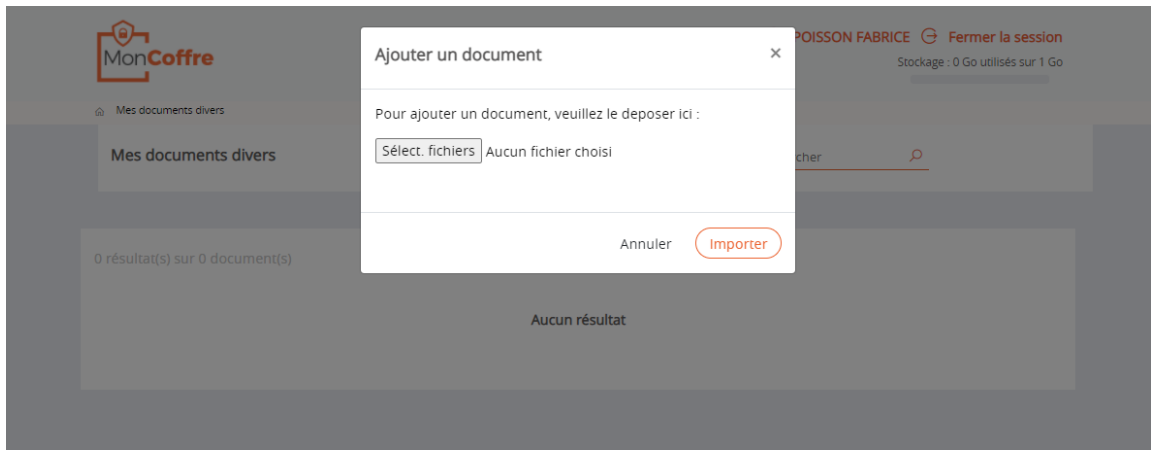 MonCoffre
POISSON FABRICE Fermer la session
Stockage : 0 Go utilisés sur 1 Go
Mes documents divers
Mes documents divers
cher
Ajouter un document ×
Pour ajouter un document, veuillez le deposer ici :
Sélect. fichiers Aucun fichier choisi
Annuler Importer
0 résultat(s) sur 0 document(s)
Aucun résultat